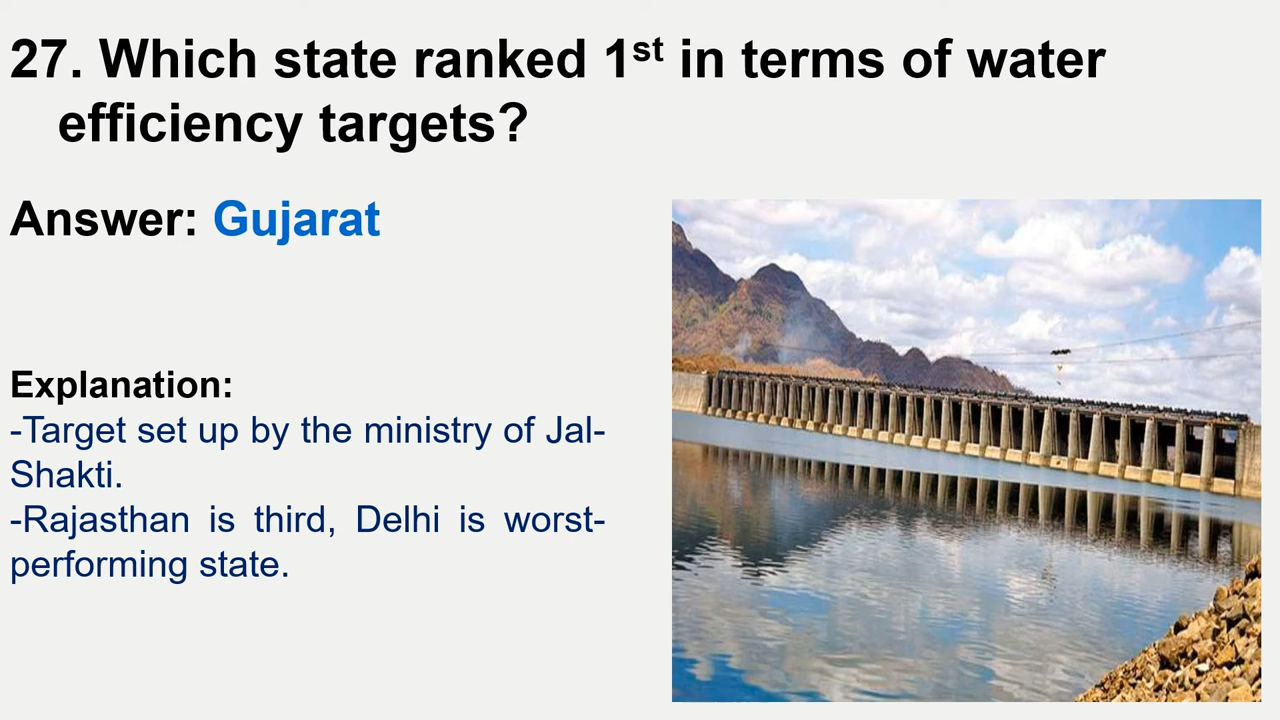 27. Which state ranked 1st in terms of water
efficiency targets?
Answer: Gujarat
Explanation:
-Target set up by the ministry of Jal-
Shakti.
-Rajasthan is third, Delhi is worst-
performing state.